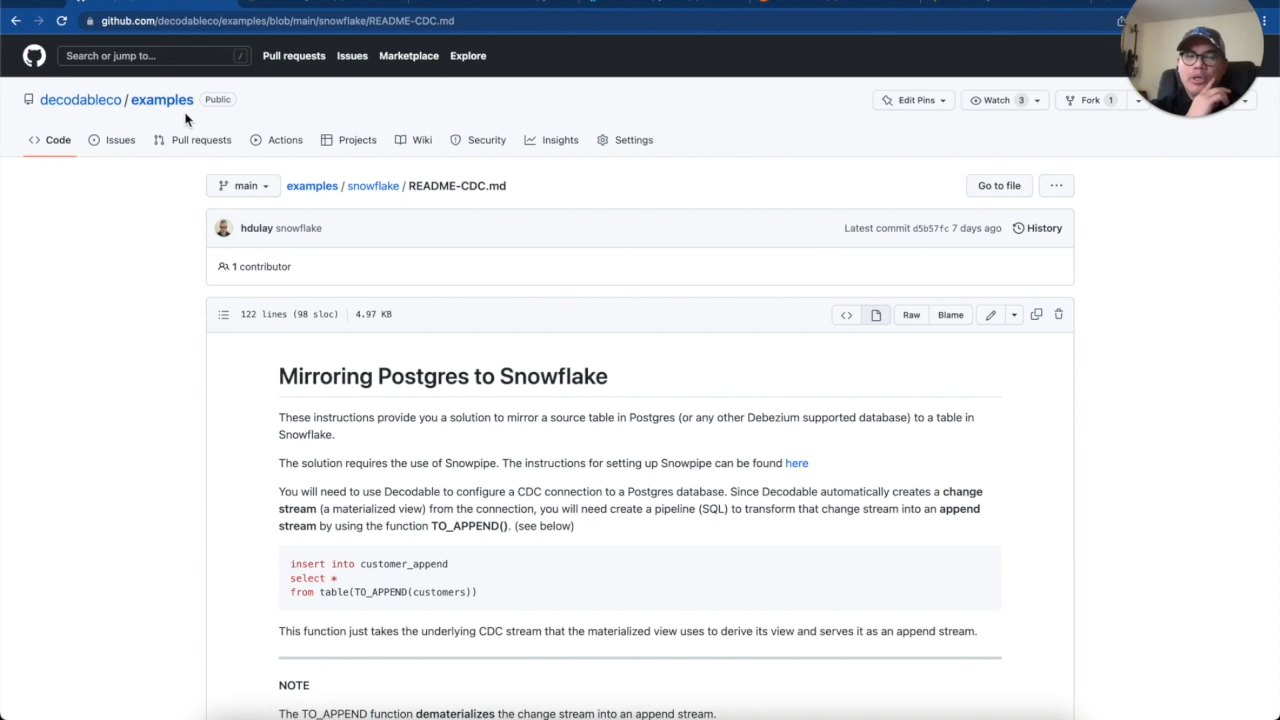 github.com/decodableco/examples/blob/main/snowflake/README-CDC.md
Search or jump to... /
Pull requests Issues Marketplace Explore
decodableco / examples Public
Edit Pins Watch 3 Fork 1
Code Issues Pull requests Actions Projects Wiki Security Insights Settings
main examples / snowflake / README-CDC.md Go to file ...
hdulay snowflake Latest commit d5b57fc 7 days ago History
1 contributor
122 lines (98 sloc) 4.97 KB Raw Blame
Mirroring Postgres to Snowflake
These instructions provide you a solution to mirror a source table in Postgres (or any other Debezium supported database) to a table in
Snowflake.
The solution requires the use of Snowpipe. The instructions for setting up Snowpipe can be found here
You will need to use Decodable to configure a CDC connection to a Postgres database. Since Decodable automatically creates a change
stream (a materialized view) from the connection, you will need create a pipeline (SQL) to transform that change stream into an append
stream by using the function TO_APPEND(). (see below)
insert into customer_append
select *
from table(TO_APPEND(customers))
This function just takes the underlying CDC stream that the materialized view uses to derive its view and serves it as an append stream.
NOTE
The TO_APPEND function dematerializes the change stream into an append stream.